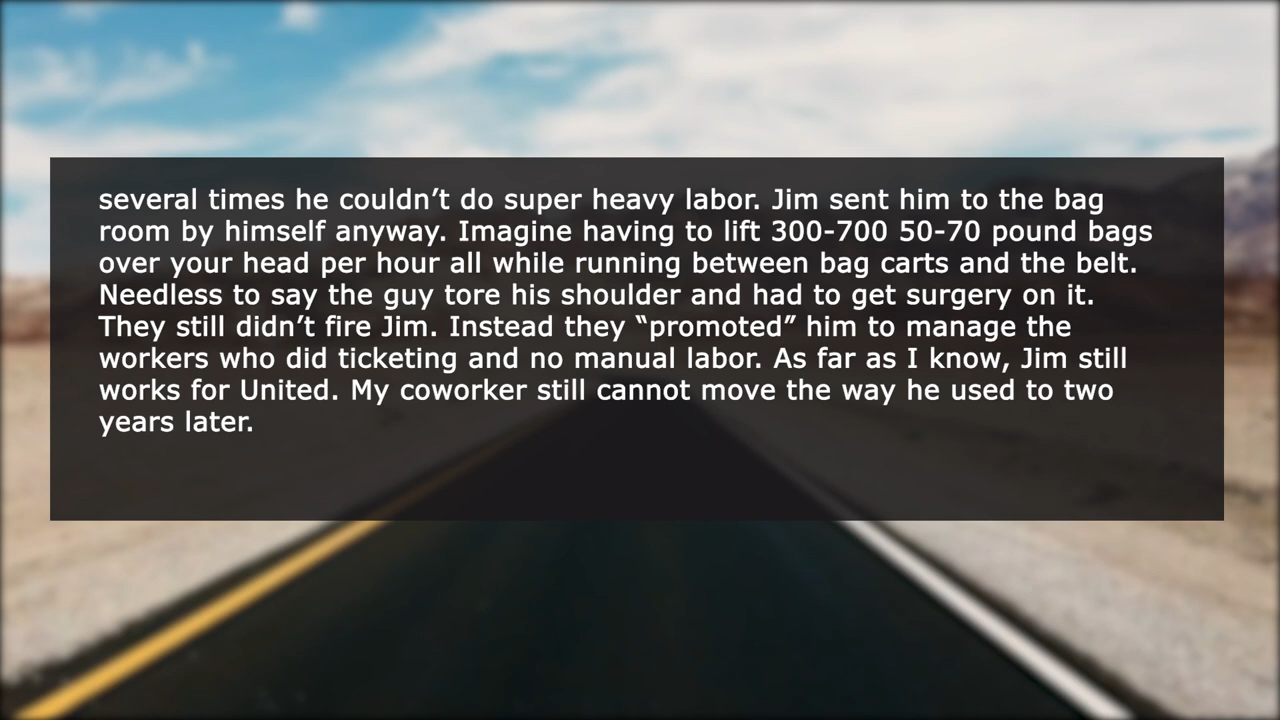 several times he couldn’t do super heavy labor. Jim sent him to the bag
room by himself anyway. Imagine having to lift 300-700 50-70 pound bags
over your head per hour all while running between bag carts and the belt.
Needless to say the guy tore his shoulder and had to get surgery on it.
They still didn’t fire Jim. Instead they “promoted” him to manage the
workers who did ticketing and no manual labor. As far as I know, Jim still
works for United. My coworker still cannot move the way he used to two
years later.